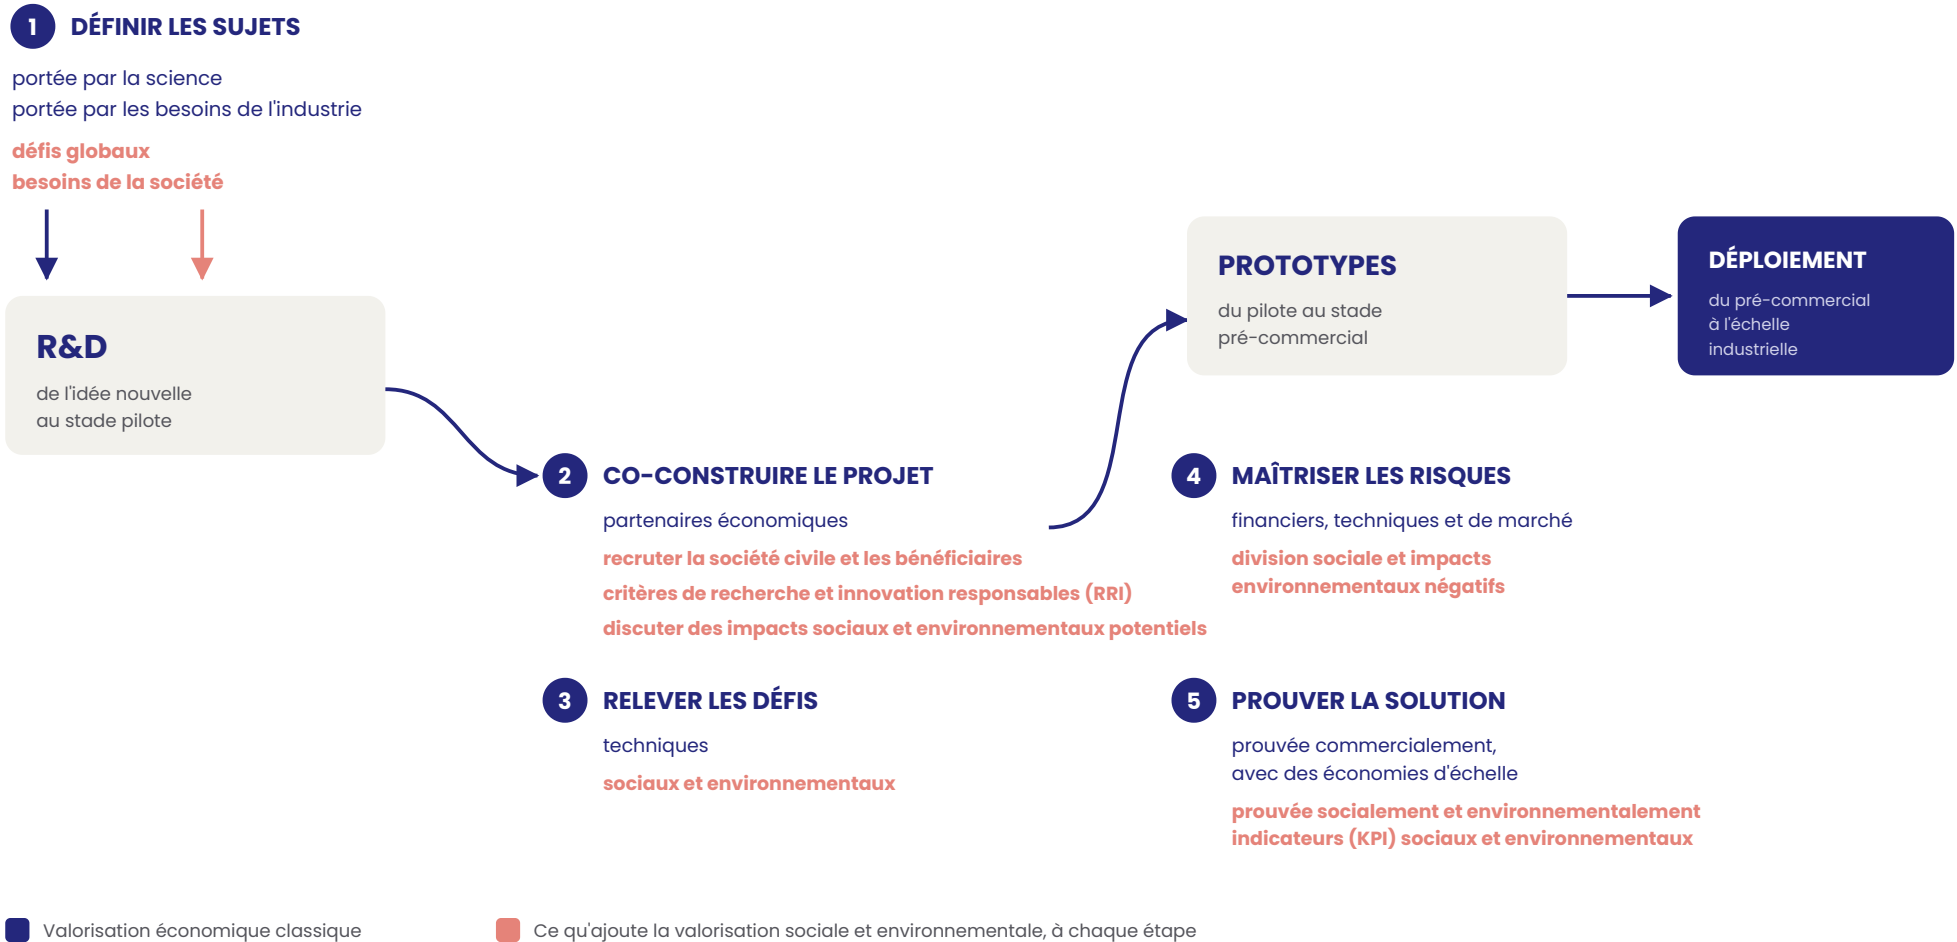 1 DÉFINIR LES SUJETS
portée par la science
portée par les besoins de l'industrie
défis globaux
besoins de la société
R&D
de l'idée nouvelle
au stade pilote
2 CO-CONSTRUIRE LE PROJET
partenaires économiques
recruter la société civile et les bénéficiaires
critères de recherche et innovation responsables (RRI)
discuter des impacts sociaux et environnementaux potentiels
3 RELEVER LES DÉFIS
techniques
sociaux et environnementaux
PROTOTYPES
du pilote au stade
pré-commercial
4 MAÎTRISER LES RISQUES
financiers, techniques et de marché
division sociale et impacts
environnementaux négatifs
5 PROUVER LA SOLUTION
prouvée commercialement,
avec des économies d'échelle
prouvée socialement et environnementalement
indicateurs (KPI) sociaux et environnementaux
DÉPLOIEMENT
du pré-commercial
à l'échelle
industrielle
Valorisation économique classique
Ce qu'ajoute la valorisation sociale et environnementale, à chaque étape